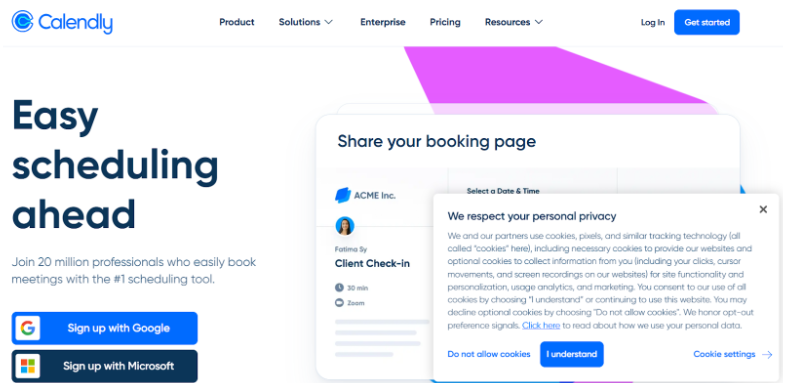 Calendly
Product Solutions Enterprise Pricing Resources Log In Get started
Easy
scheduling
ahead
Join 20 million professionals who easily book
meetings with the #1 scheduling tool.
Sign up with Google
Sign up with Microsoft
Share your booking page
ACME Inc.
Fatima Sy
Client Check-in
30 min
Zoom
Select a Date & Time
We respect your personal privacy
We and our partners use cookies, pixels, and similar tracking technology (all
called "cookies" here), including necessary cookies to provide our websites and
optional cookies to collect information from you (including your clicks, cursor
movements, and screen recordings on our websites) for site functionality and
personalization, usage analytics, and marketing. You consent to our use of all
cookies by choosing "I understand" or continuing to use this website. You may
decline optional cookies by choosing "Do not allow cookies". We honor opt-out
preference signals. Click here to read about how we use your personal data.
Do not allow cookies I understand Cookie settings